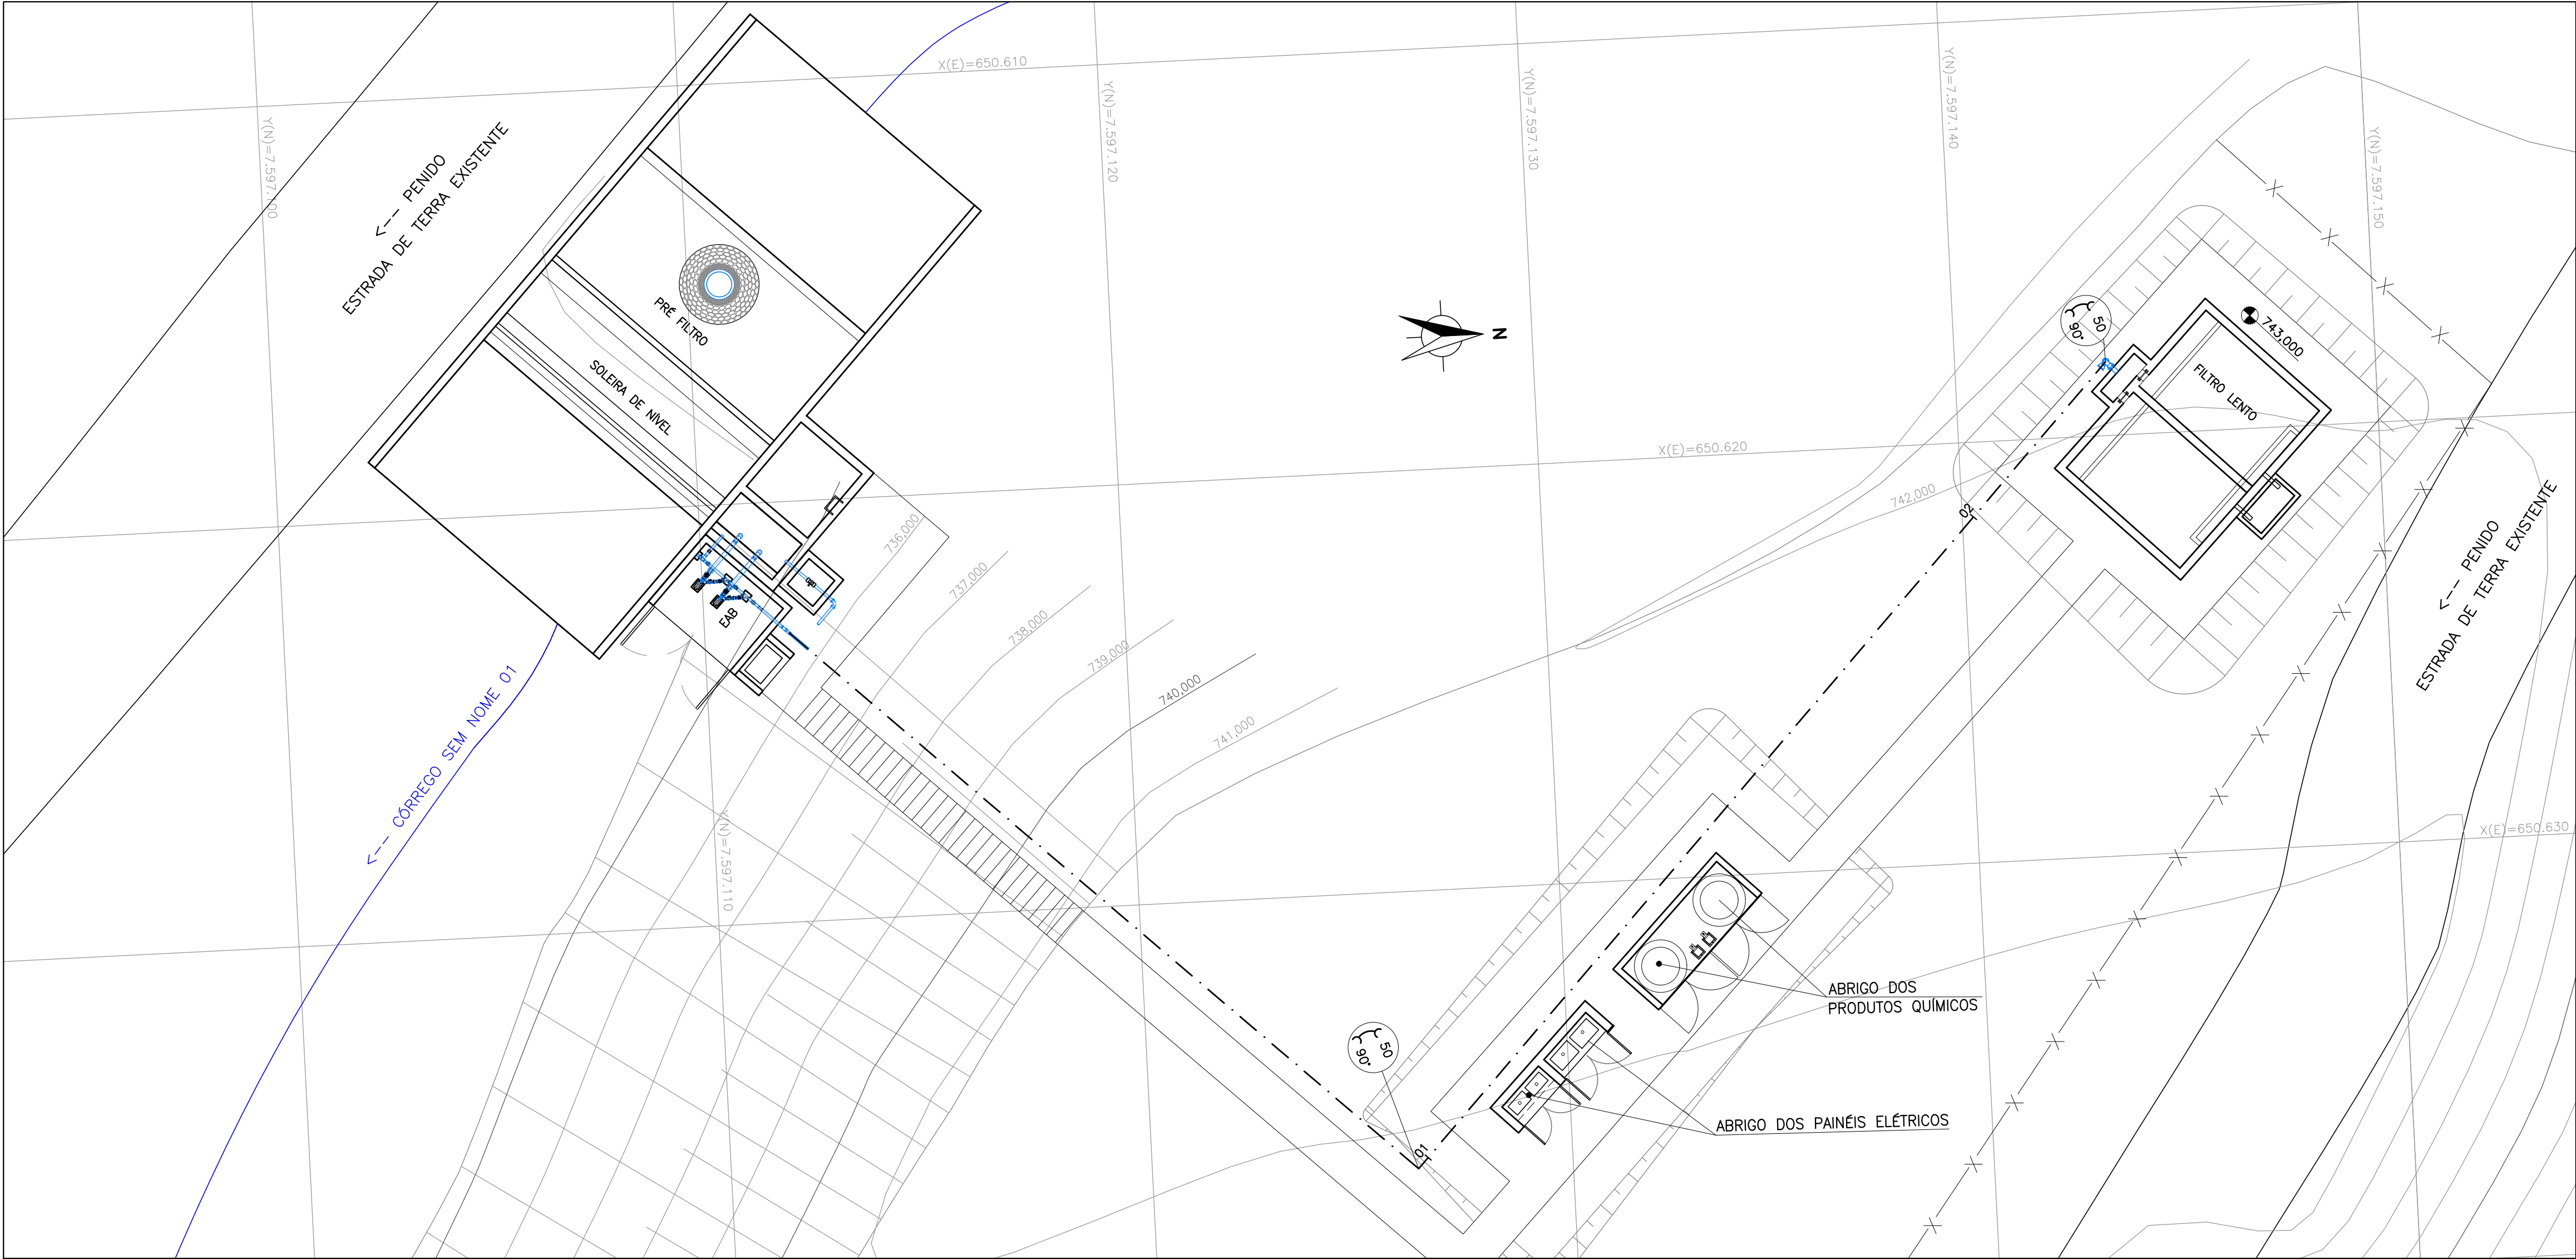 X(E)=650.610
Y(N)=7.597.100
Y(N)=7.597.120
Y(N)=7.597.130
Y(N)=7.597.140
Y(N)=7.597.150
<--- PENIDO
ESTRADA DE TERRA EXISTENTE
PRÉ FILTRO
SOLEIRA DE NÍVEL
N
50
90°
743,000
FILTRO LENTO
X(E)=650.620
742,000
02
<--- PENIDO
ESTRADA DE TERRA EXISTENTE
736,000
737,000
738,000
739,000
740,000
741,000
EAB
<--- CÓRREGO SEM NOME 01
Y(N)=7.597.110
X(E)=650.630
ABRIGO DOS
PRODUTOS QUÍMICOS
50
90°
ABRIGO DOS PAINÉIS ELÉTRICOS
01